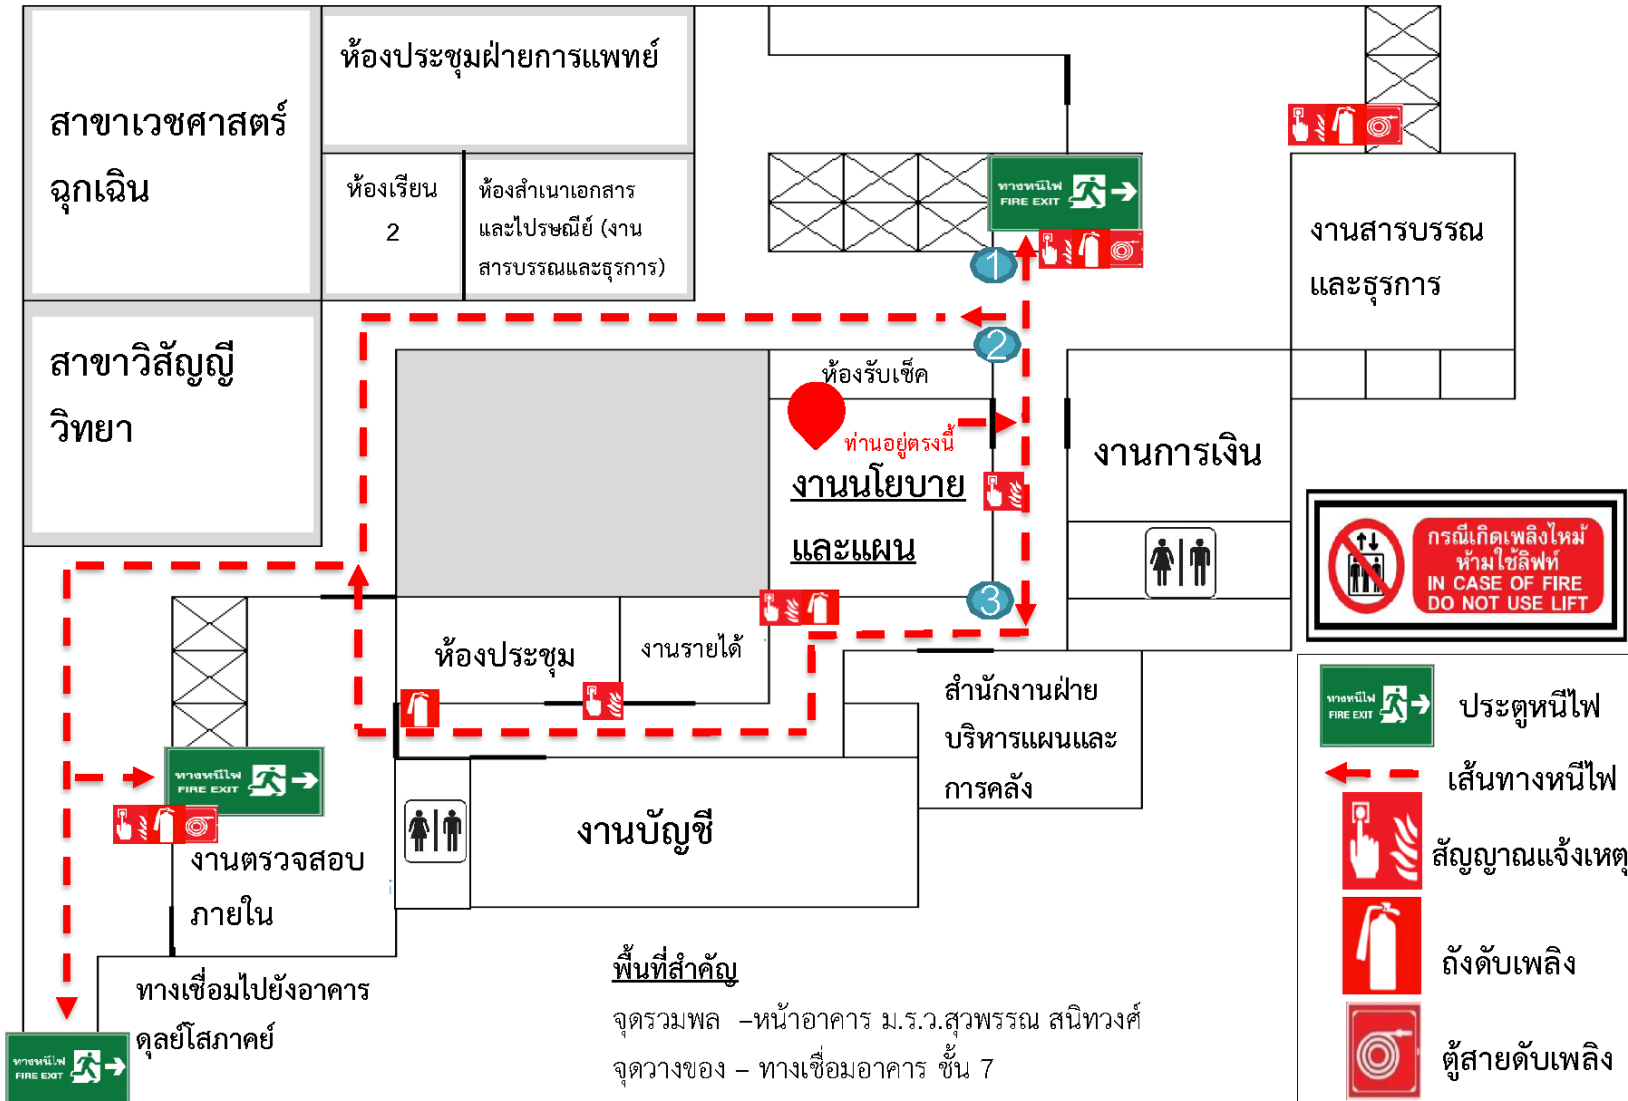 ห้องประชุมฝ่ายการแพทย์
สาขาเวชศาสตร์
ฉุกเฉิน
ห้องเรียน
2
ห้องสำเนาเอกสาร
และไปรษณีย์ (งาน
สารบรรณและธุรการ)
ทางหนีไฟ
FIRE EXIT
งานสารบรรณ
และธุรการ
1
2
สาขาวิสัญญี
วิทยา
ห้องรับเช็ค
ท่านอยู่ตรงนี้
งานนโยบาย
และแผน
งานการเงิน
3
กรณีเกิดเพลิงไหม้
ห้ามใช้ลิฟท์
IN CASE OF FIRE
DO NOT USE LIFT
ห้องประชุม
งานรายได้
สำนักงานฝ่าย
บริหารแผนและ
การคลัง
ทางหนีไฟ
FIRE EXIT
ประตูหนีไฟ
เส้นทางหนีไฟ
สัญญาณแจ้งเหตุ
ถังดับเพลิง
ตู้สายดับเพลิง
ทางหนีไฟ
FIRE EXIT
งานบัญชี
งานตรวจสอบ
ภายใน
ทางเชื่อมไปยังอาคาร
ดุลย์โสภาคย์
ทางหนีไฟ
FIRE EXIT
พื้นที่สำคัญ
จุดรวมพล –หน้าอาคาร ม.ร.ว.สุวพรรณ สนิทวงศ์
จุดวางของ – ทางเชื่อมอาคาร ชั้น 7